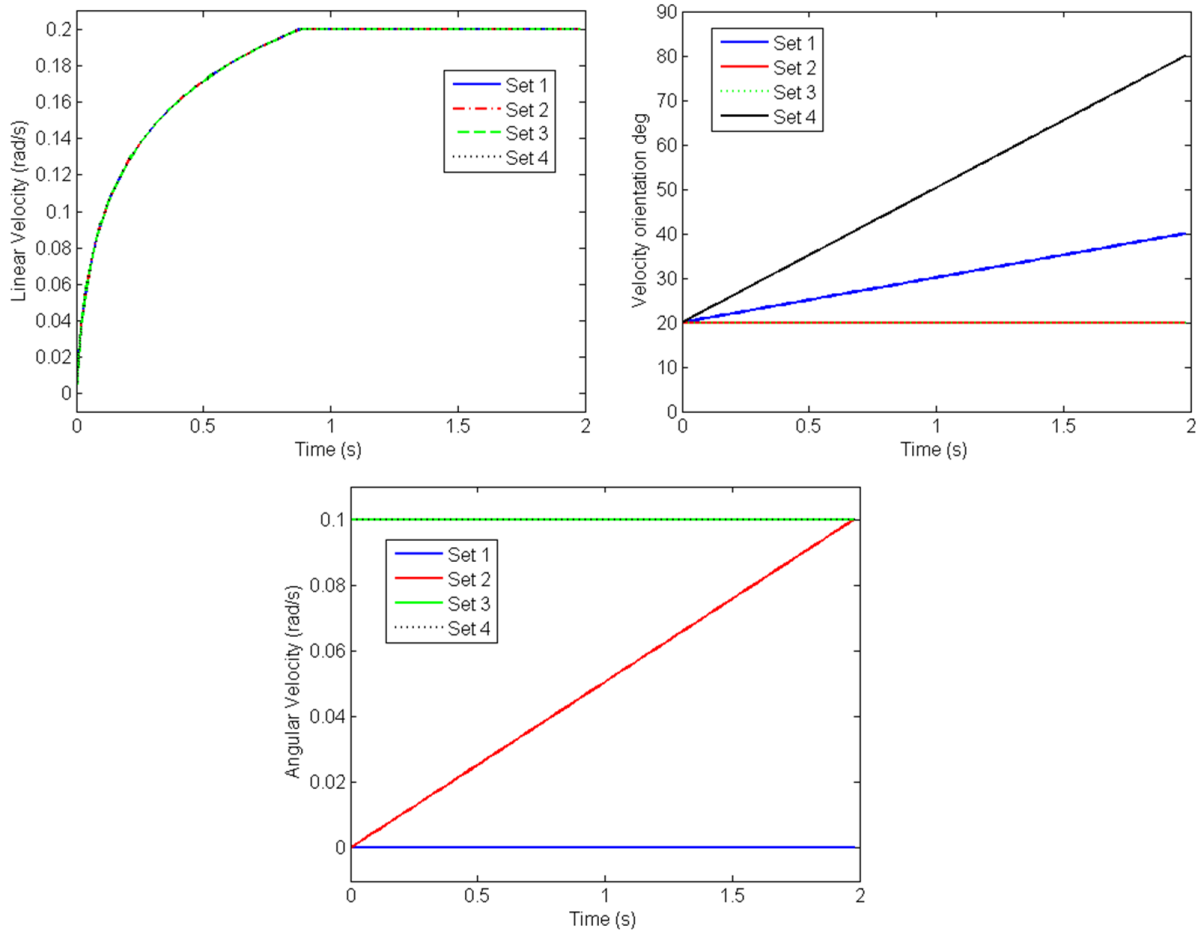 0.2
0.18
0.16
0.14
0.12
0.1
0.08
0.06
0.04
0.02
0
Linear Velocity (rad/s)
Set 1
Set 2
Set 3
Set 4
0 0.5 1 1.5 2
Time (s)
90
80
70
60
50
40
30
20
10
0
Velocity orientation deg
Set 1
Set 2
Set 3
Set 4
0 0.5 1 1.5 2
Time (s)
0.1
0.08
0.06
0.04
0.02
0
Angular Velocity (rad/s)
Set 1
Set 2
Set 3
Set 4
0 0.5 1 1.5 2
Time (s)